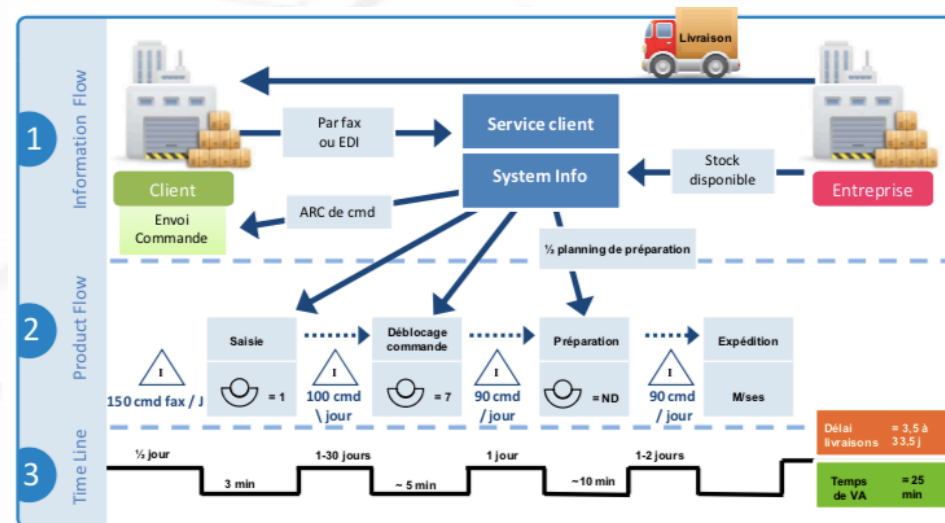 1
Information Flow
Livraison
Par fax
ou EDI
Service client
System Info
Stock
disponible
Client
Envoi
Commande
ARC de cmd
Entreprise
½ planning de préparation
2
Product Flow
Saisie
Déblocage
commande
Préparation
Expédition
I
150 cmd fax / J
= 1
I
100 cmd
\ jour
= 7
I
90 cmd
/ jour
= ND
I
90 cmd
/ jour
M/ses
3
Time Line
½ jour
3 min
1-30 jours
~ 5 min
1 jour
~10 min
1-2 jours
Délai
livraisons
= 3,5 à
33,5 j
Temps
de VA
= 25
min